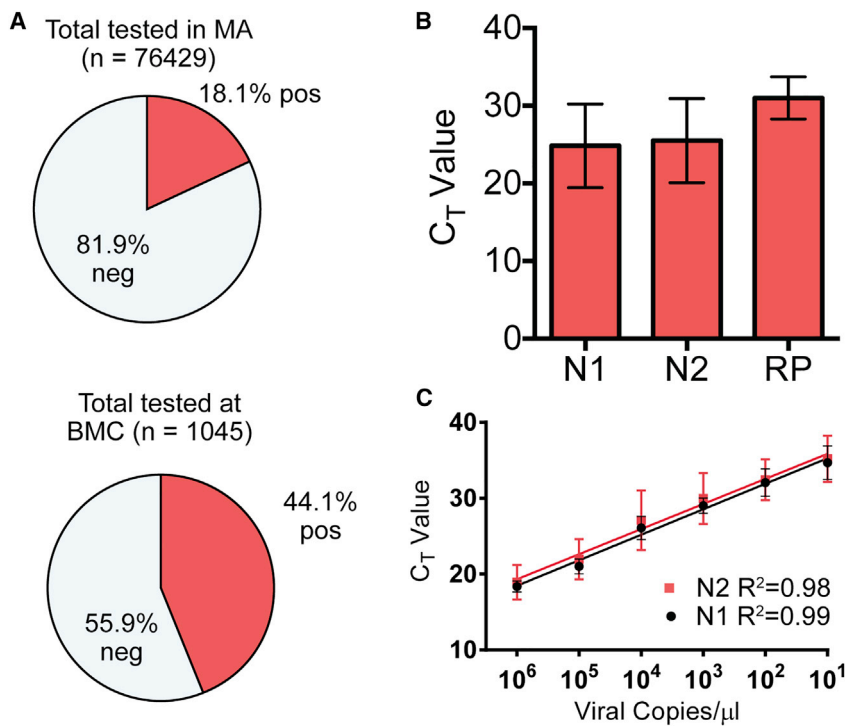 A
Total tested in MA
(n = 76429)
18.1% pos
81.9%
neg
Total tested at
BMC (n = 1045)
44.1%
pos
55.9%
neg
B
C_T Value
40
30
20
10
0
N1
N2
RP
C
C_T Value
40
30
20
10
N2 R²=0.98
N1 R²=0.99
10⁶
10⁵
10⁴
10³
10²
10¹
Viral Copies/µl